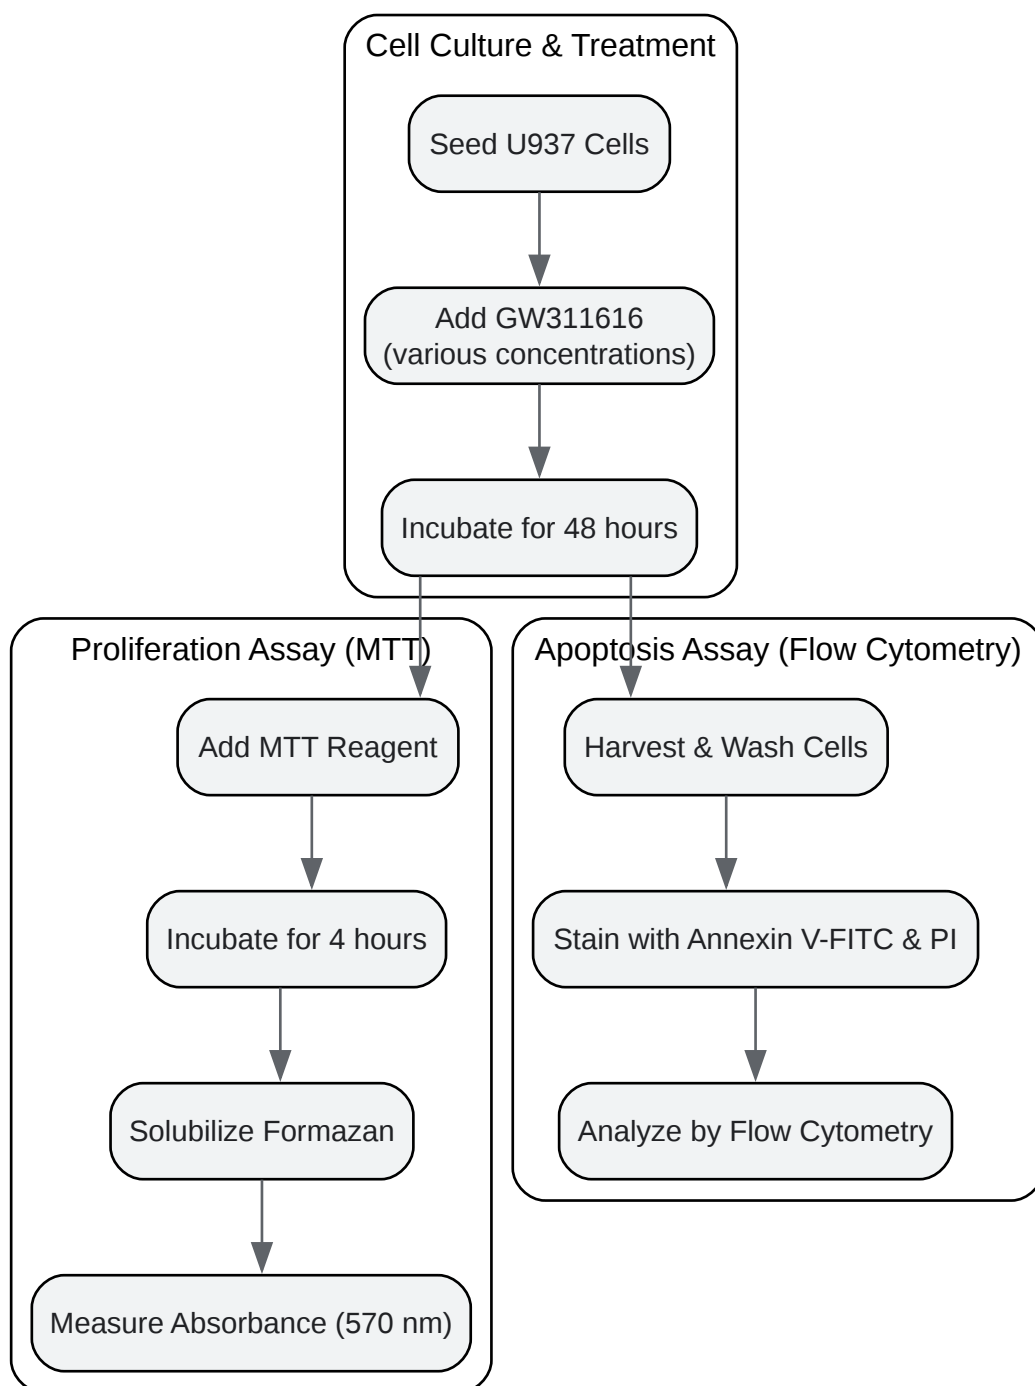 Cell Culture & Treatment
Seed U937 Cells
Add GW311616
(various concentrations)
Incubate for 48 hours
Proliferation Assay (MTT)
Add MTT Reagent
Incubate for 4 hours
Solubilize Formazan
Measure Absorbance (570 nm)
Apoptosis Assay (Flow Cytometry)
Harvest & Wash Cells
Stain with Annexin V-FITC & PI
Analyze by Flow Cytometry